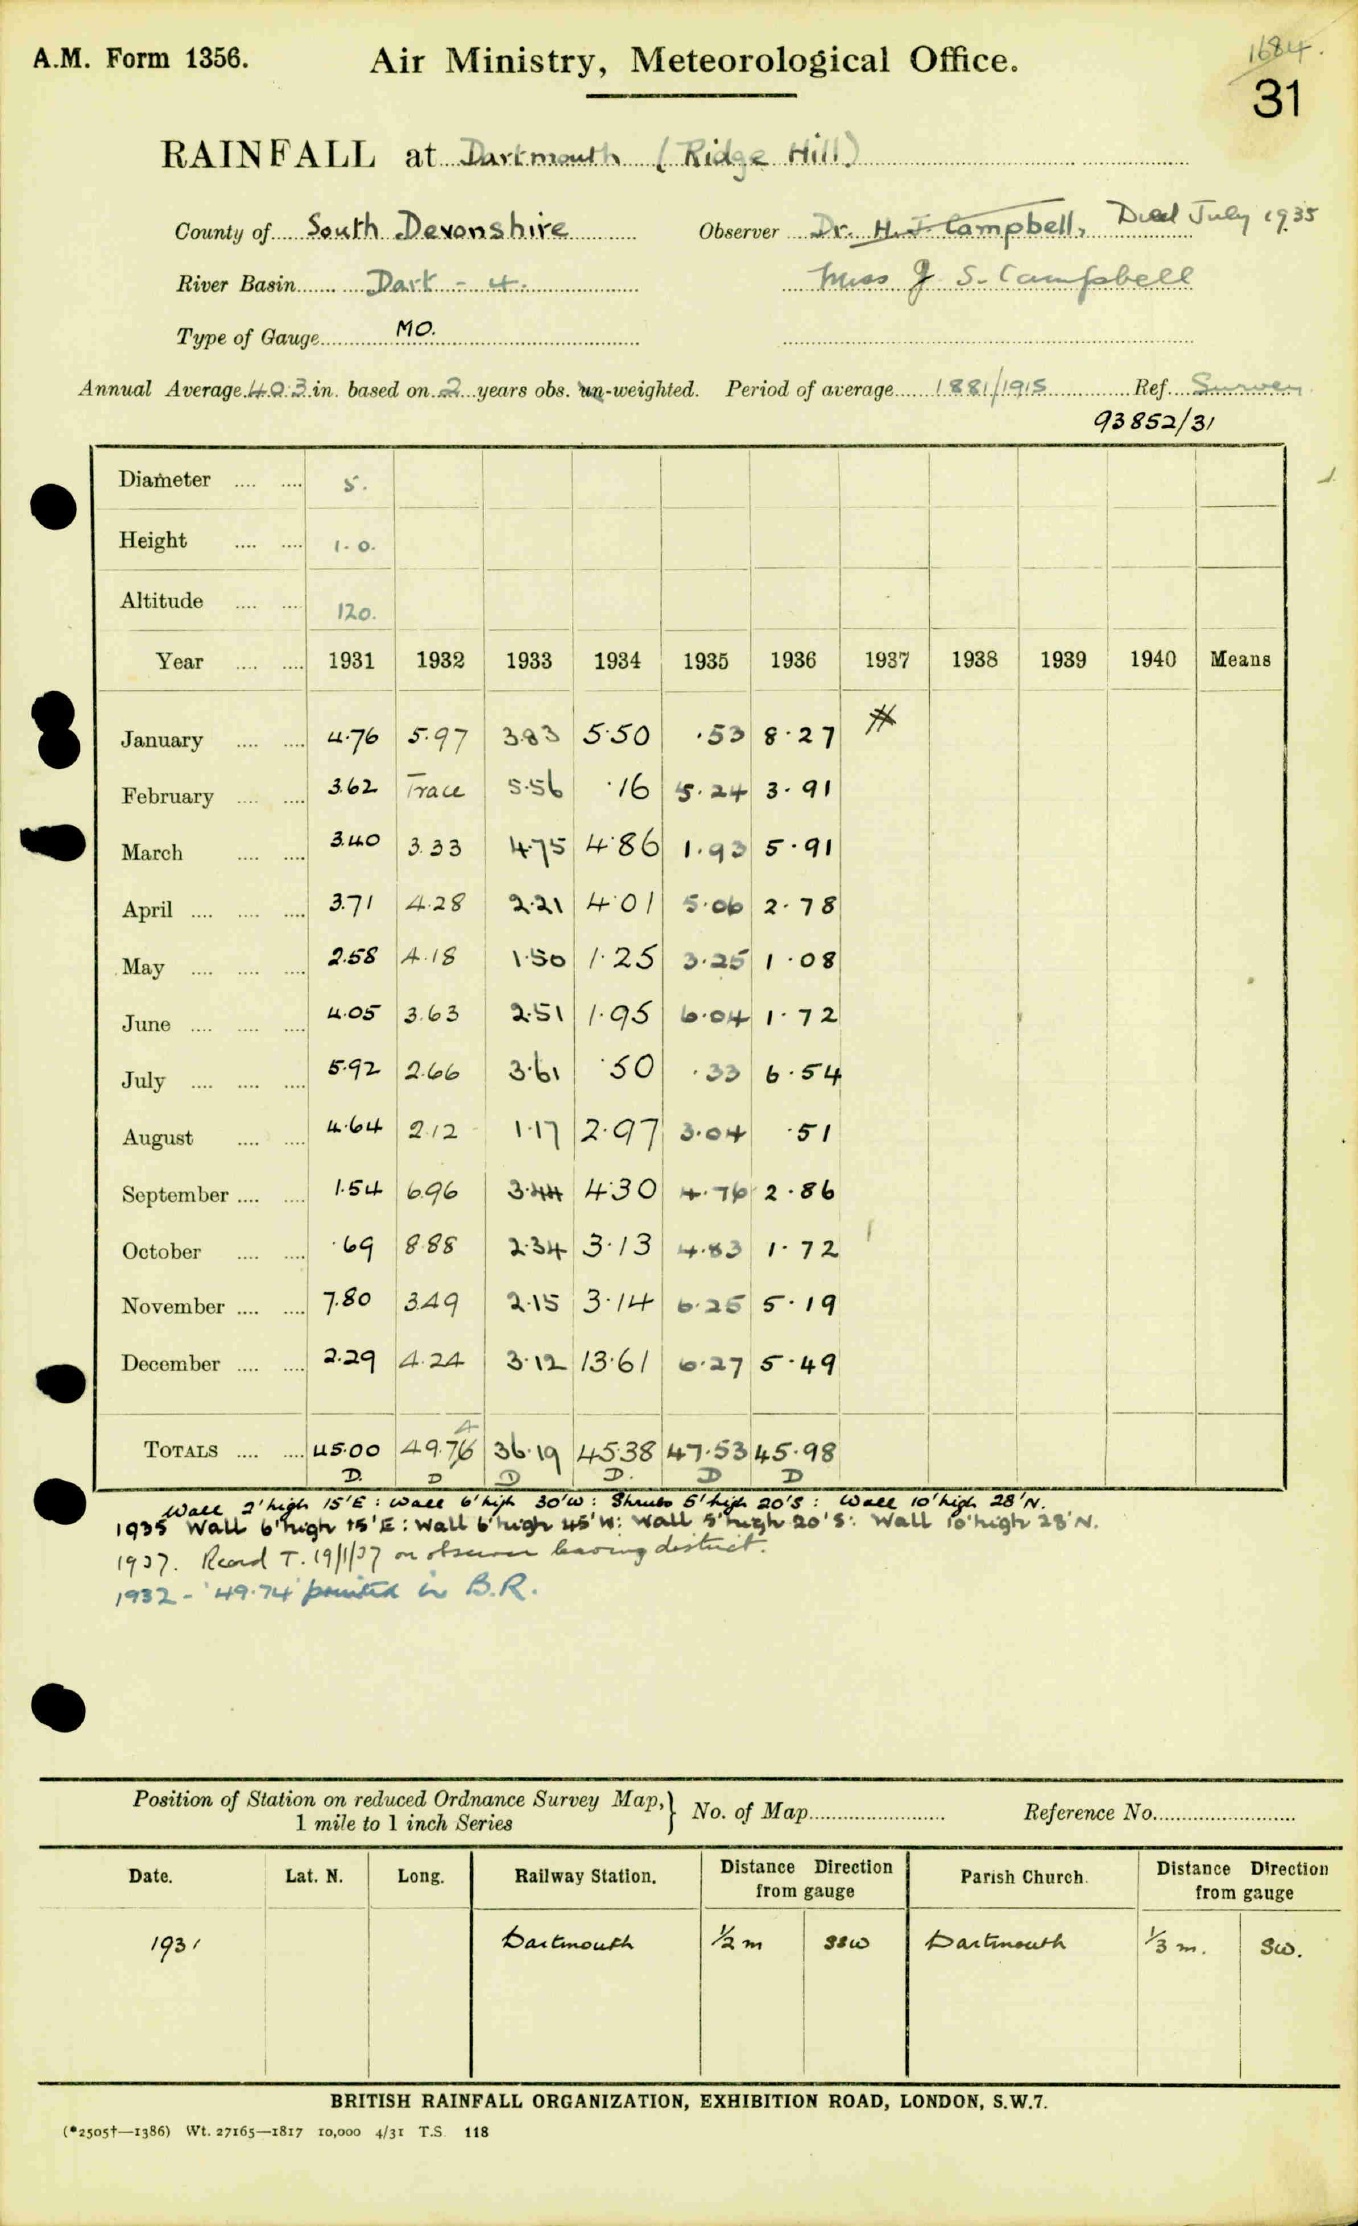 1684.
A.M. Form 1356. Air Ministry, Meteorological Office.
31
RAINFALL at Dartmouth (Ridge Hill)
County of South Devonshire Observer Dr. H. J. Campbell, Died July 1935
River Basin Dart - 4. Miss J S. Campbell
Type of Gauge MO.
Annual Average 40.3 in. based on 2 years obs. un-weighted. Period of average 1881/1915 Ref. Survey
93852/31
Diameter .... .... 5.
Height .... .... 1.0.
Altitude .... .... 120.
Year .... .... 1931 1932 1933 1934 1935 1936 1937 1938 1939 1940 Means
January .... .... 4.76 5.97 3.83 5.50 .53 8.27
February .... .... 3.62 Trace 5.56 .16 5.24 3.91
March .... .... 3.40 3.33 4.75 4.86 1.93 5.91
April .... .... .... 3.71 4.28 2.21 4.01 5.06 2.78
May .... .... .... 2.58 4.18 1.50 1.25 3.25 1.08
June .... .... .... 4.05 3.63 2.51 1.95 6.04 1.72
July .... .... .... 5.92 2.66 3.61 .50 .33 6.54
August .... .... 4.64 2.12 1.17 2.97 3.04 .51
September .... .... 1.54 6.96 3.44 4.30 4.76 2.86
October .... .... .69 8.88 2.34 3.13 4.83 1.72
November .... .... 7.80 3.49 2.15 3.14 6.25 5.19
December .... .... 2.29 4.24 3.12 13.61 6.27 5.49
4
TOTALS .... .... 45.00 49.76 36.19 45.38 47.53 45.98
D. D D D. D D
Wall 2' high 15'E : Wall 6' high 30'W : Shrubs 5' high 20'S : Wall 10' high 28'N.
1935 Wall 6' high 15'E : Wall 6' high 45'W : Wall 5' high 20'S : Wall 10' high 28'N.
1937. Record T. 19/1/37 on observer leaving district.
1932 - '49.74' printed in B.R.
Position of Station on reduced Ordnance Survey Map, } No. of Map Reference No.
1 mile to 1 inch Series
Date. Lat. N. Long. Railway Station. Distance Direction from gauge Parish Church. Distance Direction from gauge
1931 Dartmouth ½ m SSW Dartmouth ⅓ m. SW.
BRITISH RAINFALL ORGANIZATION, EXHIBITION ROAD, LONDON, S.W.7.
(*2505†—1386) Wt. 27165—1817 10,000 4/31 T.S. 118